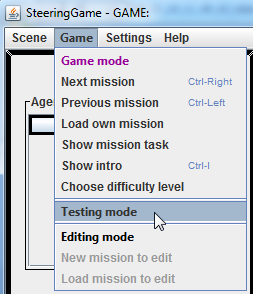 SteeringGame - GAME:
Scene Game Settings Help
Game mode
Next mission Ctrl-Right
Previous mission Ctrl-Left
Load own mission
Show mission task
Show intro Ctrl-I
Choose difficulty level
Testing mode
Editing mode
New mission to edit
Load mission to edit